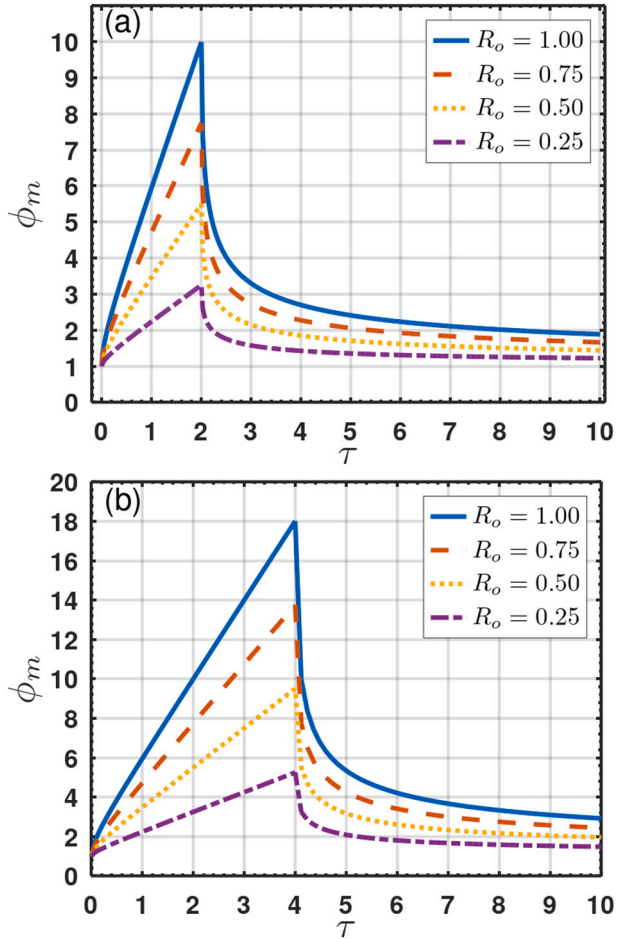 (a)
R_o = 1.00
R_o = 0.75
R_o = 0.50
R_o = 0.25
ϕ_m
10
9
8
7
6
5
4
3
2
1
0
0 1 2 3 4 5 6 7 8 9 10
τ
(b)
R_o = 1.00
R_o = 0.75
R_o = 0.50
R_o = 0.25
ϕ_m
20
18
16
14
12
10
8
6
4
2
0
0 1 2 3 4 5 6 7 8 9 10
τ